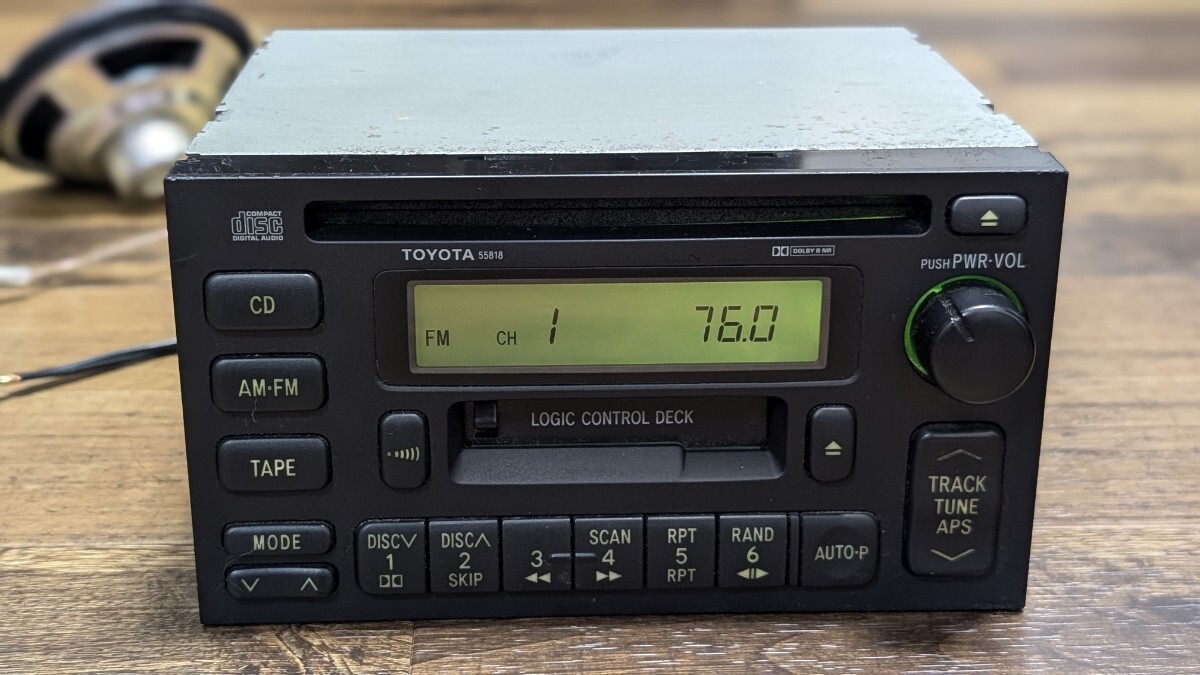 COMPACT
disc
DIGITAL AUDIO
TOYOTA 55818
DOLBY B NR
PUSH PWR·VOL
CD
FM CH 1 76.0
AM·FM
LOGIC CONTROL DECK
TAPE
TRACK
TUNE
APS
MODE
DISC
1
DISC
2
SKIP
3
SCAN
4
RPT
5
RPT
RAND
6
AUTO·P